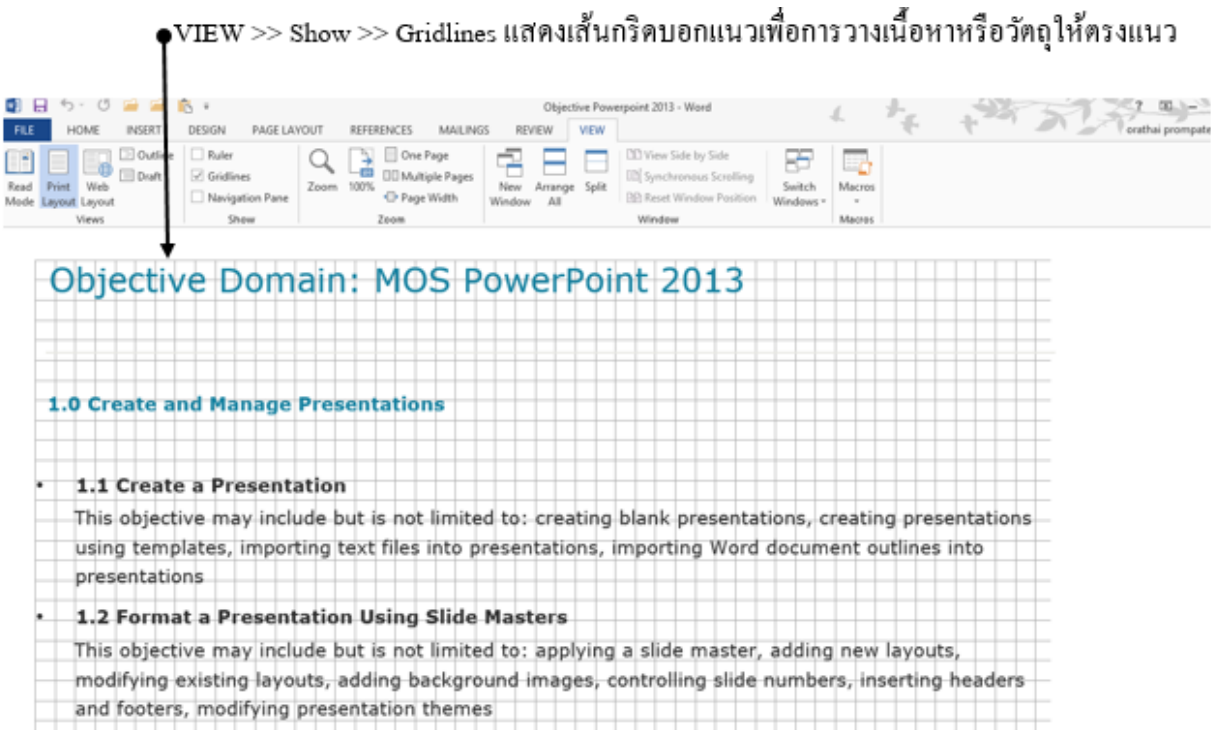 VIEW >> Show >> Gridlines แสดงเส้นกริดบอกแนวเพื่อการวางเนื้อหาหรือวัตถุให้ตรงแนว
Objective Powerpoint 2013 - Word
FILE HOME INSERT DESIGN PAGE LAYOUT REFERENCES MAILINGS REVIEW VIEW orathai prompate
Outline Ruler One Page View Side by Side
Draft Gridlines Multiple Pages Synchronous Scrolling
Navigation Pane Page Width Reset Window Position
Read Mode Print Layout Web Layout Zoom 100% New Window Arrange All Split Switch Windows Macros
Views Show Zoom Window Macros
Objective Domain: MOS PowerPoint 2013
1.0 Create and Manage Presentations
• 1.1 Create a Presentation
This objective may include but is not limited to: creating blank presentations, creating presentations
using templates, importing text files into presentations, importing Word document outlines into
presentations
• 1.2 Format a Presentation Using Slide Masters
This objective may include but is not limited to: applying a slide master, adding new layouts,
modifying existing layouts, adding background images, controlling slide numbers, inserting headers
and footers, modifying presentation themes